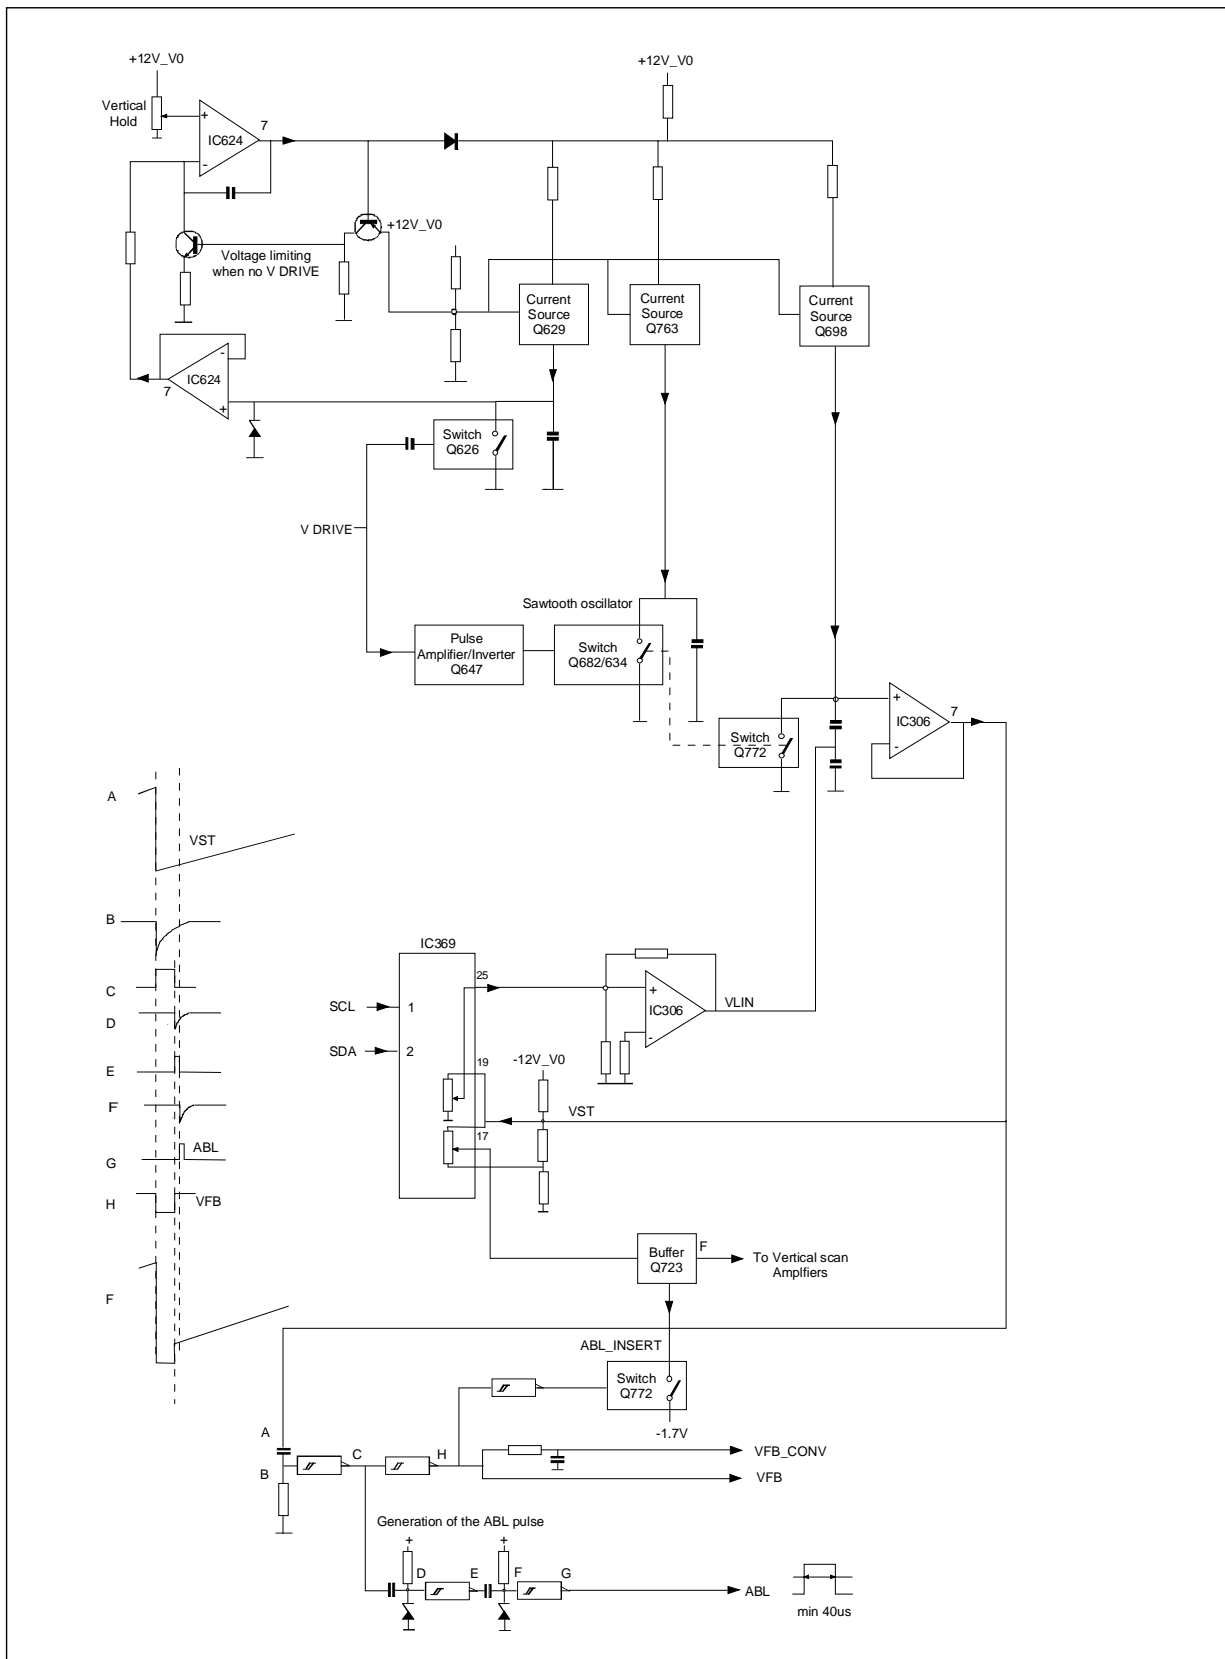 +12V_V0
+12V_V0
Vertical
Hold
+
IC624
-
7
+12V_V0
Voltage limiting
when no V DRIVE
Current
Source
Q629
Current
Source
Q763
Current
Source
Q698
-
IC624
+
7
Switch
Q626
V DRIVE
Sawtooth oscillator
Pulse
Amplifier/Inverter
Q647
Switch
Q682/634
Switch
Q772
+
IC306
-
7
A
VST
B
C
D
E
F
G
ABL
H
VFB
F
IC369
25
SCL
1
SDA
2
19
17
+
IC306
-
VLIN
-12V_V0
VST
Buffer
Q723
F
To Vertical scan
Amplfiers
ABL_INSERT
Switch
Q772
-1.7V
A
B
C
H
VFB_CONV
VFB
Generation of the ABL pulse
+
+
D
E
F
G
ABL
min 40us